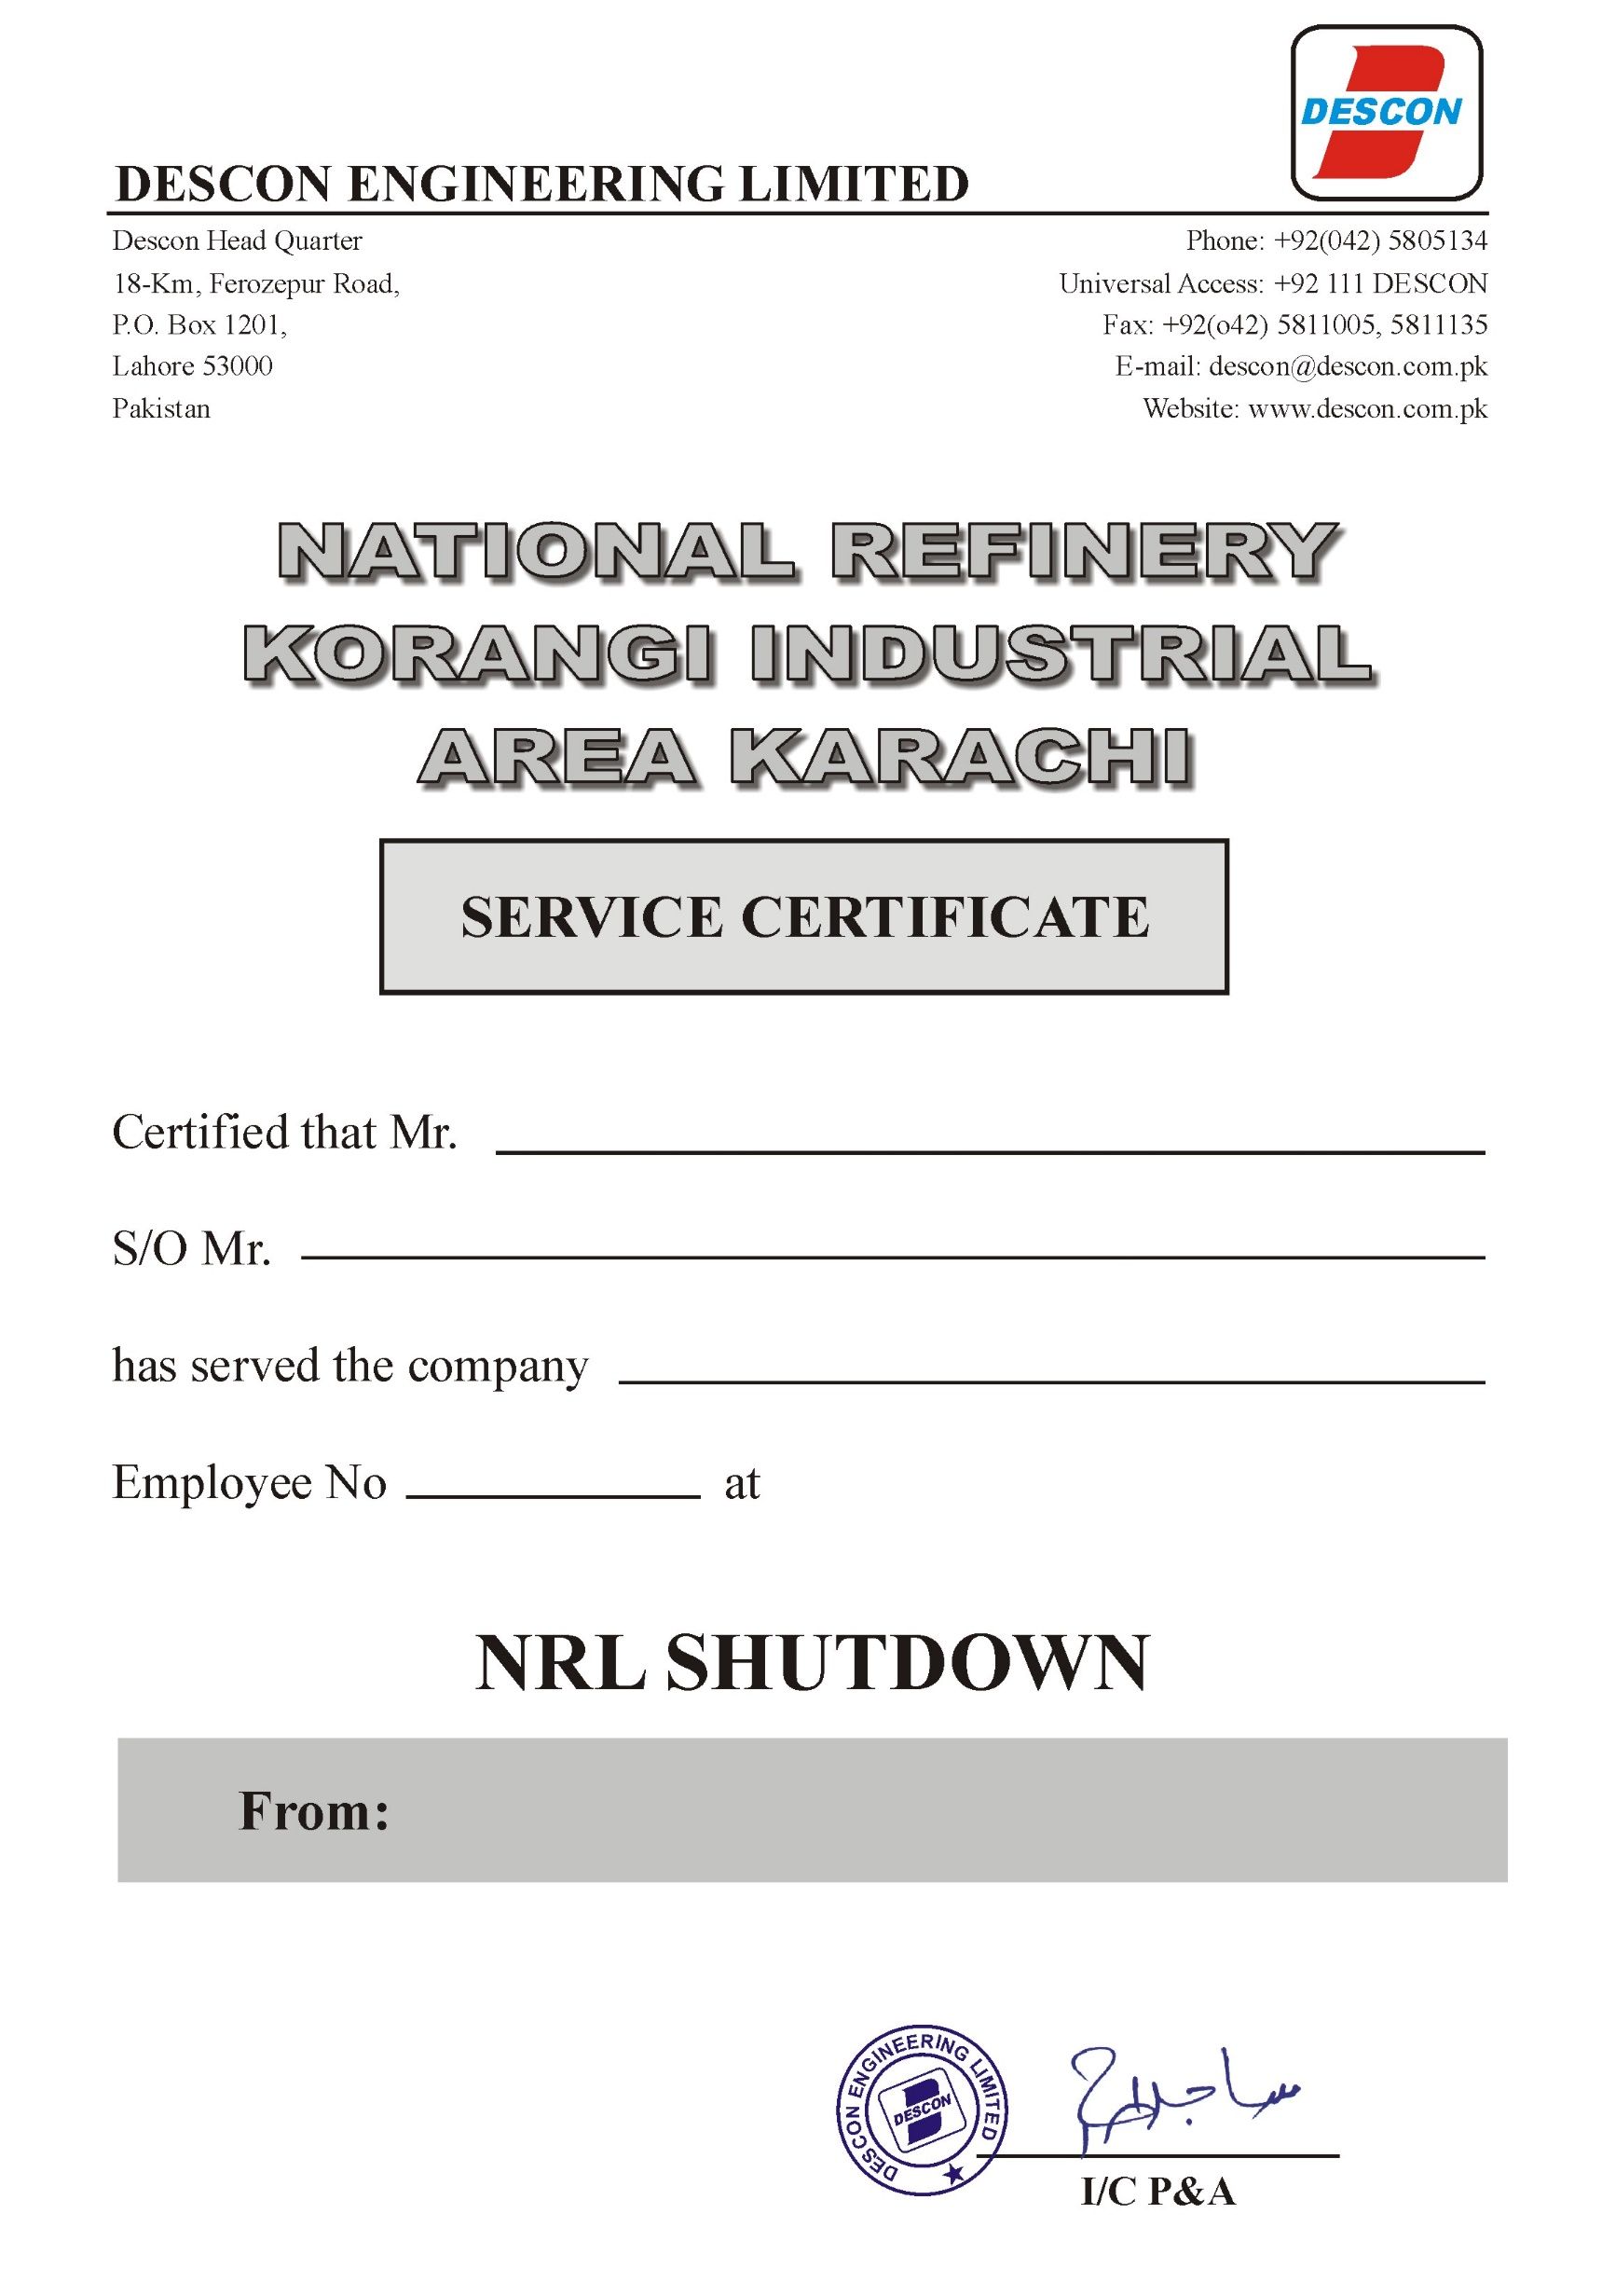 DESCON
DESCON ENGINEERING LIMITED
Descon Head Quarter
18-Km, Ferozepur Road,
P.O. Box 1201,
Lahore 53000
Pakistan
Phone: +92(042) 5805134
Universal Access: +92 111 DESCON
Fax: +92(o42) 5811005, 5811135
E-mail: descon@descon.com.pk
Website: www.descon.com.pk
NATIONAL REFINERY
KORANGI INDUSTRIAL
AREA KARACHI
SERVICE CERTIFICATE
Certified that Mr.
S/O Mr.
has served the company
Employee No at
NRL SHUTDOWN
From:
DESCON ENGINEERING LIMITED
DESCON
I/C P&A